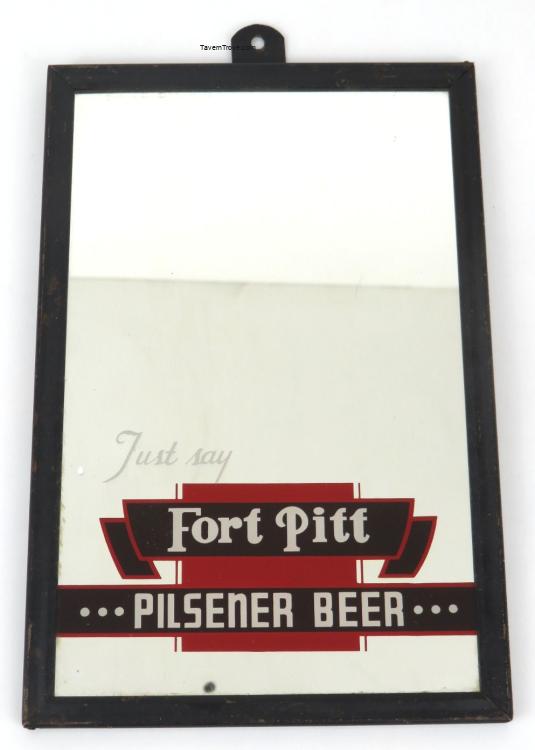 TavernTrove.com
Just say
Fort Pitt
•••PILSENER BEER•••